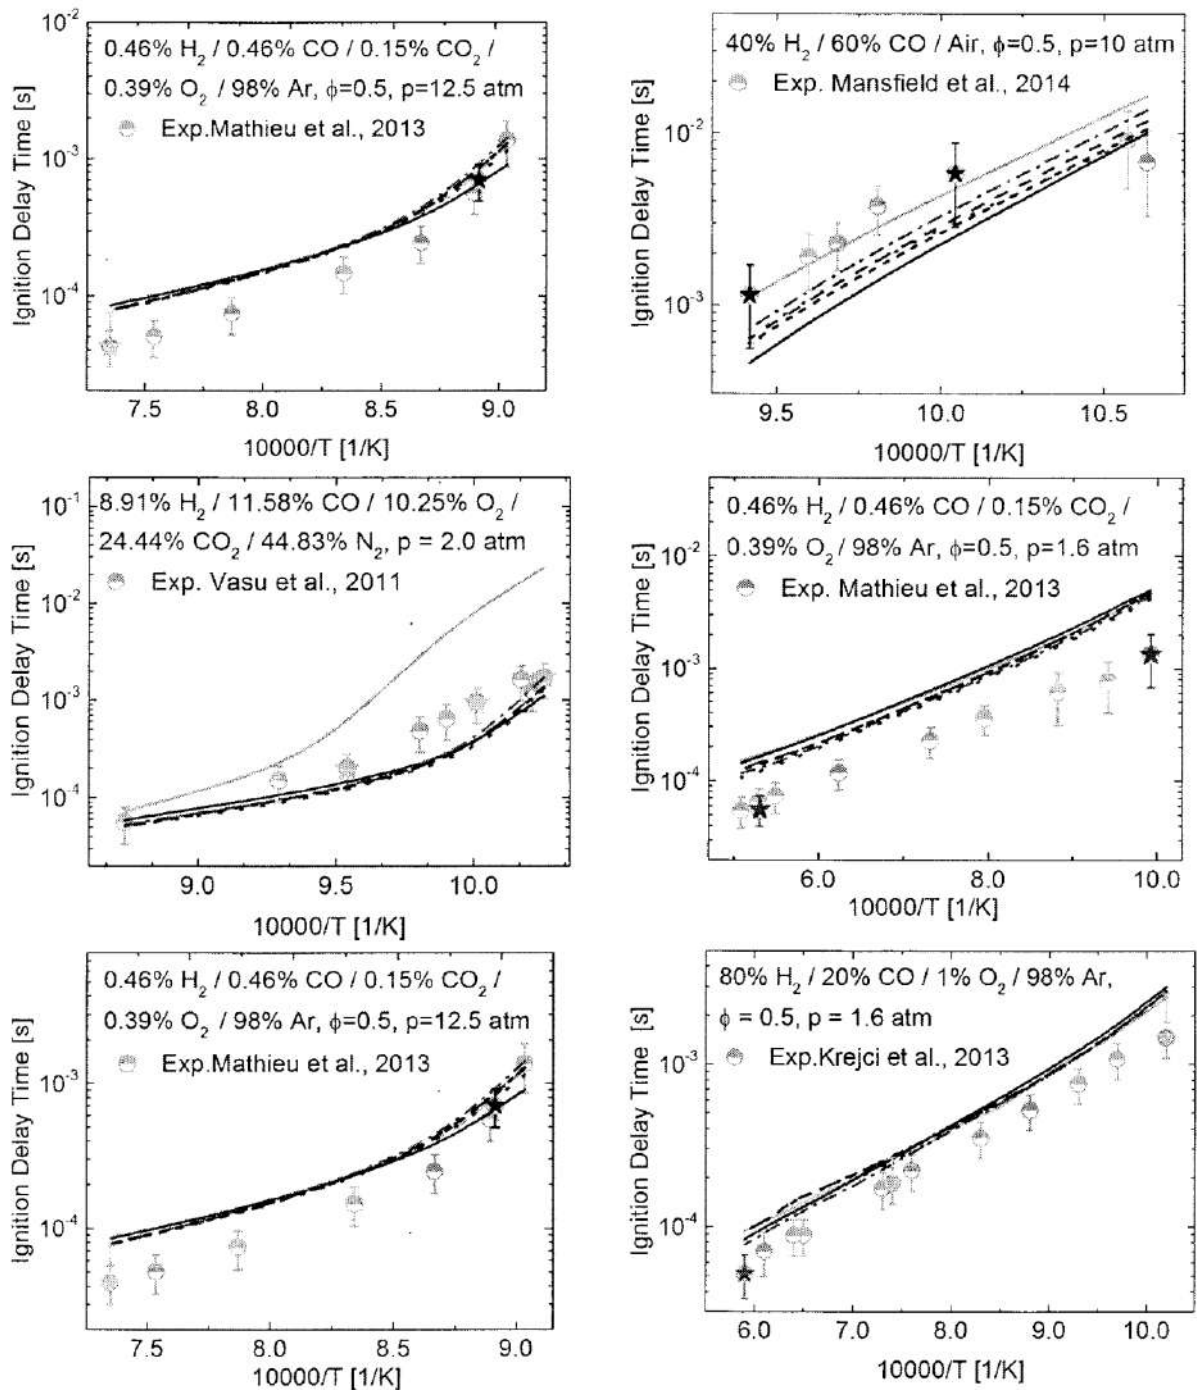 0.46% H2 / 0.46% CO / 0.15% CO2 /
0.39% O2 / 98% Ar, ϕ=0.5, p=12.5 atm
Exp.Mathieu et al., 2013
Ignition Delay Time [s]
10^-2
10^-3
10^-4
7.5 8.0 8.5 9.0
10000/T [1/K]
40% H2 / 60% CO / Air, ϕ=0.5, p=10 atm
Exp. Mansfield et al., 2014
Ignition Delay Time [s]
10^-2
10^-3
9.5 10.0 10.5
10000/T [1/K]
8.91% H2 / 11.58% CO / 10.25% O2 /
24.44% CO2 / 44.83% N2, p = 2.0 atm
Exp. Vasu et al., 2011
Ignition Delay Time [s]
10^-1
10^-2
10^-3
10^-4
9.0 9.5 10.0
10000/T [1/K]
0.46% H2 / 0.46% CO / 0.15% CO2 /
0.39% O2 / 98% Ar, ϕ=0.5, p=1.6 atm
Exp. Mathieu et al., 2013
Ignition Delay Time [s]
10^-2
10^-3
10^-4
6.0 8.0 10.0
10000/T [1/K]
0.46% H2 / 0.46% CO / 0.15% CO2 /
0.39% O2 / 98% Ar, ϕ=0.5, p=12.5 atm
Exp.Mathieu et al., 2013
Ignition Delay Time [s]
10^-3
10^-4
7.5 8.0 8.5 9.0
10000/T [1/K]
80% H2 / 20% CO / 1% O2 / 98% Ar,
ϕ = 0.5, p = 1.6 atm
Exp.Krejci et al., 2013
Ignition Delay Time [s]
10^-3
10^-4
6.0 7.0 8.0 9.0 10.0
10000/T [1/K]